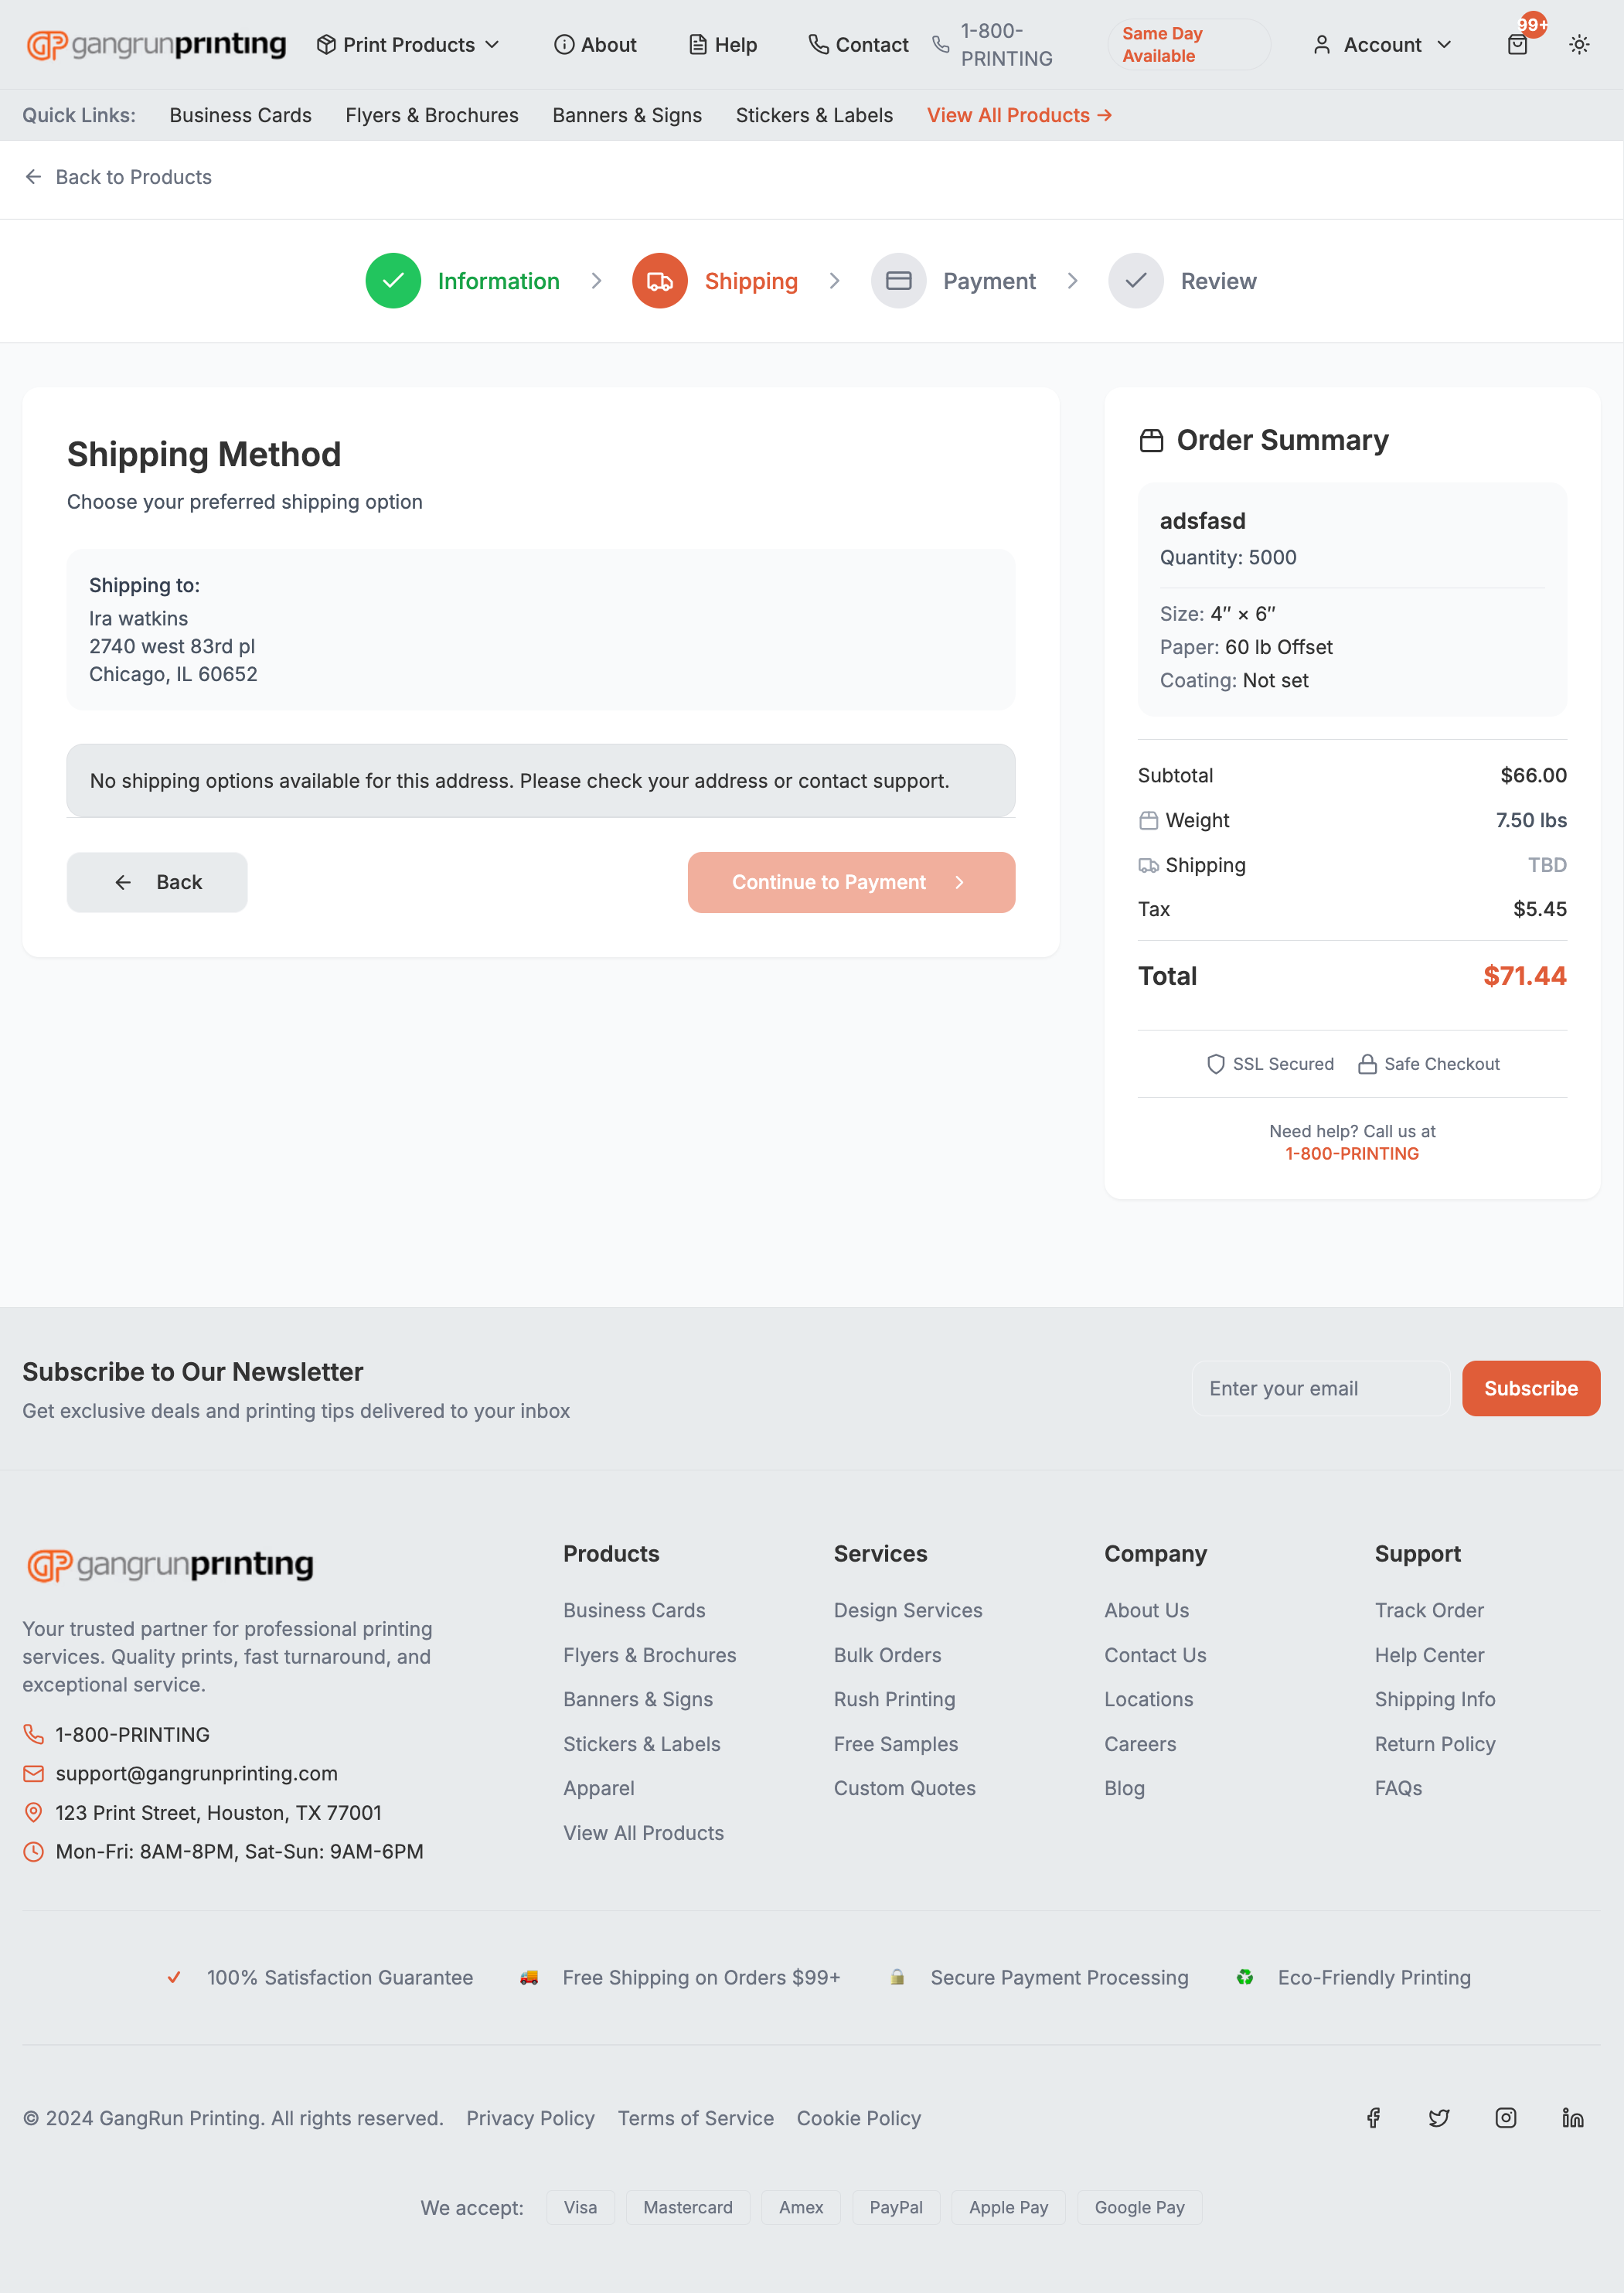 GP gangrunprinting
Print Products
About
Help
Contact
1-800-
PRINTING
Same Day
Available
Account
99+
Quick Links:
Business Cards
Flyers & Brochures
Banners & Signs
Stickers & Labels
View All Products →
Back to Products
Information
Shipping
Payment
Review
Shipping Method
Choose your preferred shipping option
Shipping to:
Ira watkins
2740 west 83rd pl
Chicago, IL 60652
No shipping options available for this address. Please check your address or contact support.
Back
Continue to Payment
Order Summary
adsfasd
Quantity: 5000
Size: 4″ × 6″
Paper: 60 lb Offset
Coating: Not set
Subtotal $66.00
Weight 7.50 lbs
Shipping TBD
Tax $5.45
Total $71.44
SSL Secured Safe Checkout
Need help? Call us at
1-800-PRINTING
Subscribe to Our Newsletter
Get exclusive deals and printing tips delivered to your inbox
Enter your email
Subscribe
GP gangrunprinting
Your trusted partner for professional printing
services. Quality prints, fast turnaround, and
exceptional service.
1-800-PRINTING
support@gangrunprinting.com
123 Print Street, Houston, TX 77001
Mon-Fri: 8AM-8PM, Sat-Sun: 9AM-6PM
Products
Business Cards
Flyers & Brochures
Banners & Signs
Stickers & Labels
Apparel
View All Products
Services
Design Services
Bulk Orders
Rush Printing
Free Samples
Custom Quotes
Company
About Us
Contact Us
Locations
Careers
Blog
Support
Track Order
Help Center
Shipping Info
Return Policy
FAQs
100% Satisfaction Guarantee
Free Shipping on Orders $99+
Secure Payment Processing
Eco-Friendly Printing
© 2024 GangRun Printing. All rights reserved.
Privacy Policy
Terms of Service
Cookie Policy
We accept:
Visa
Mastercard
Amex
PayPal
Apple Pay
Google Pay